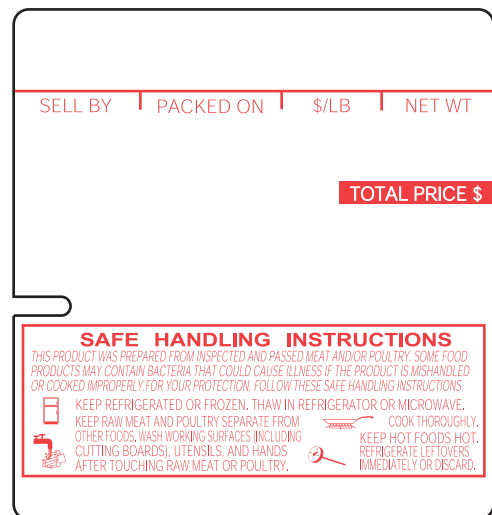 SELL BY PACKED ON $/LB NET WT
TOTAL PRICE $
SAFE HANDLING INSTRUCTIONS
THIS PRODUCT WAS PREPARED FROM INSPECTED AND PASSED MEAT AND/OR POULTRY. SOME FOOD
PRODUCTS MAY CONTAIN BACTERIA THAT COULD CAUSE ILLNESS IF THE PRODUCT IS MISHANDLED
OR COOKED IMPROPERLY. FOR YOUR PROTECTION, FOLLOW THESE SAFE HANDLING INSTRUCTIONS.
KEEP REFRIGERATED OR FROZEN. THAW IN REFRIGERATOR OR MICROWAVE.
KEEP RAW MEAT AND POULTRY SEPARATE FROM
OTHER FOODS. WASH WORKING SURFACES (INCLUDING
CUTTING BOARDS), UTENSILS, AND HANDS
AFTER TOUCHING RAW MEAT OR POULTRY.
COOK THOROUGHLY.
KEEP HOT FOODS HOT.
REFRIGERATE LEFTOVERS
IMMEDIATELY OR DISCARD.